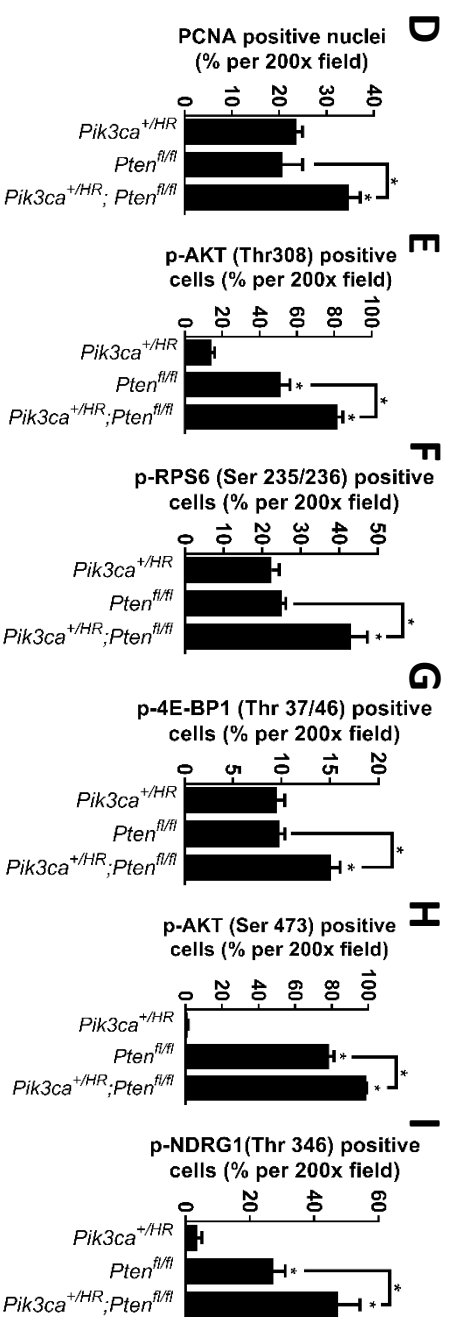 D
PCNA positive nuclei
(% per 200x field)
0 10 20 30 40
Pik3ca+/HR
Ptenfl/fl
Pik3ca+/HR; Ptenfl/fl
*
*
E
p-AKT (Thr308) positive
cells (% per 200x field)
0 20 40 60 80 100
Pik3ca+/HR
Ptenfl/fl
Pik3ca+/HR;Ptenfl/fl
*
*
*
F
p-RPS6 (Ser 235/236) positive
cells (% per 200x field)
0 10 20 30 40 50
Pik3ca+/HR
Ptenfl/fl
Pik3ca+/HR;Ptenfl/fl
*
*
G
p-4E-BP1 (Thr 37/46) positive
cells (% per 200x field)
0 5 10 15 20
Pik3ca+/HR
Ptenfl/fl
Pik3ca+/HR;Ptenfl/fl
*
*
H
p-AKT (Ser 473) positive
cells (% per 200x field)
0 20 40 60 80 100
Pik3ca+/HR
Ptenfl/fl
Pik3ca+/HR;Ptenfl/fl
*
*
*
I
p-NDRG1(Thr 346) positive
cells (% per 200x field)
0 20 40 60
Pik3ca+/HR
Ptenfl/fl
Pik3ca+/HR;Ptenfl/fl
*
*
*